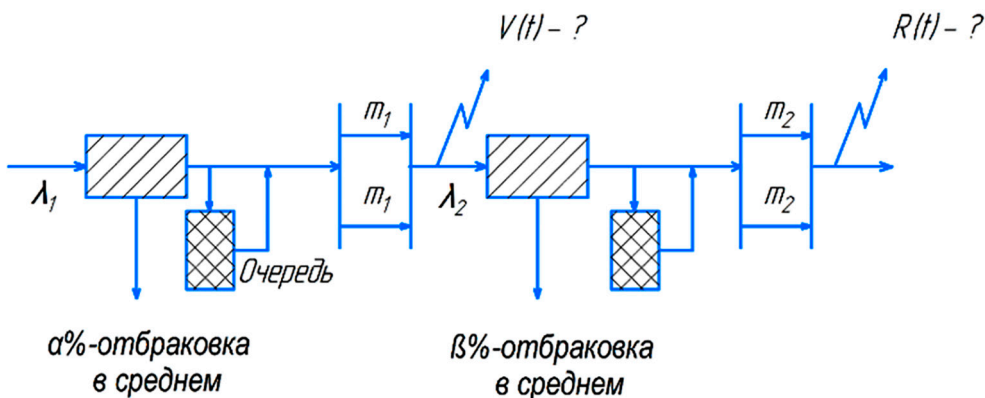 V(t) – ?
R(t) – ?
m₁
m₂
λ₁
m₁
λ₂
m₂
Очередь
α%-отбраковка
в среднем
ß%-отбраковка
в среднем